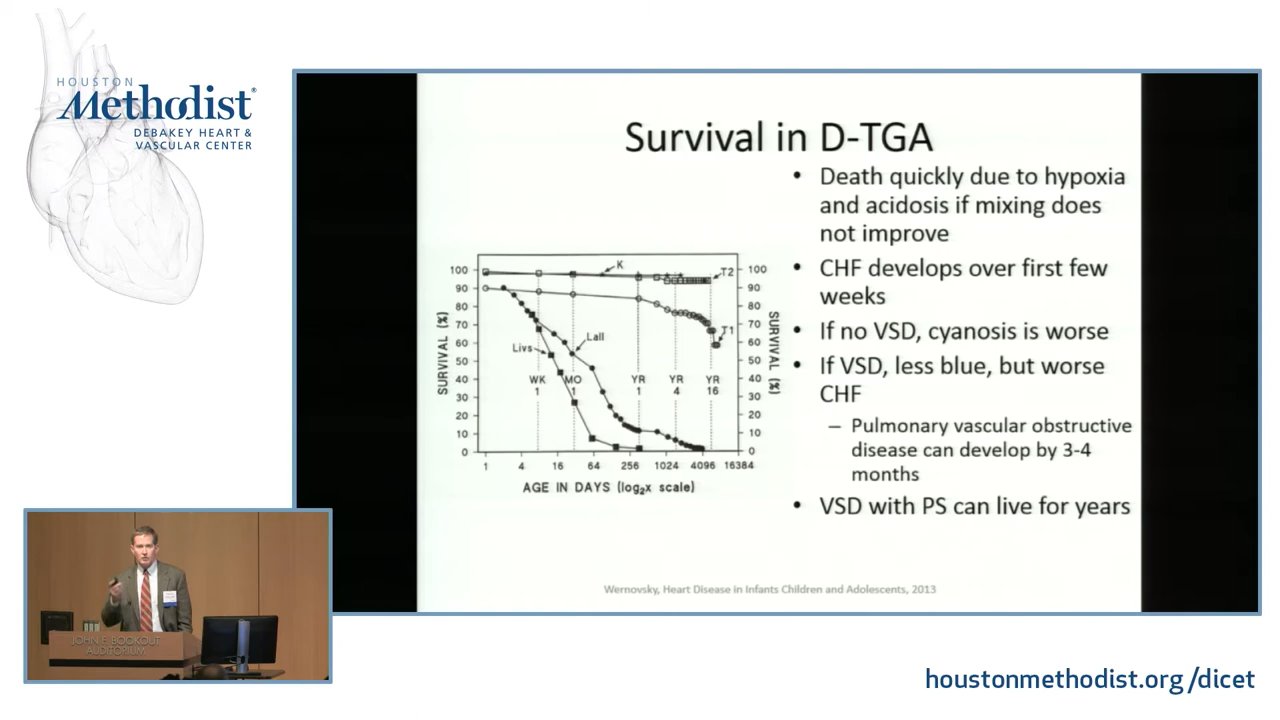 HOUSTON
Methodist®
DEBAKEY HEART &
VASCULAR CENTER
Survival in D-TGA
• Death quickly due to hypoxia
and acidosis if mixing does
not improve
• CHF develops over first few
weeks
• If no VSD, cyanosis is worse
• If VSD, less blue, but worse
CHF
– Pulmonary vascular obstructive
disease can develop by 3-4
months
• VSD with PS can live for years
SURVIVAL (%)
100
90
80
70
60
50
40
30
20
10
0
K
T2
T1
Lall
Livs
WK
1
MO
1
YR
1
YR
4
YR
16
100
90
80
70
60
50
40
30
20
10
0
SURVIVAL (%)
1 4 16 64 256 1024 4096 16384
AGE IN DAYS (log2x scale)
Wernovsky, Heart Disease in Infants Children and Adolescents, 2013
JOHN F. BOOKOUT
AUDITORIUM
houstonmethodist.org/dicet